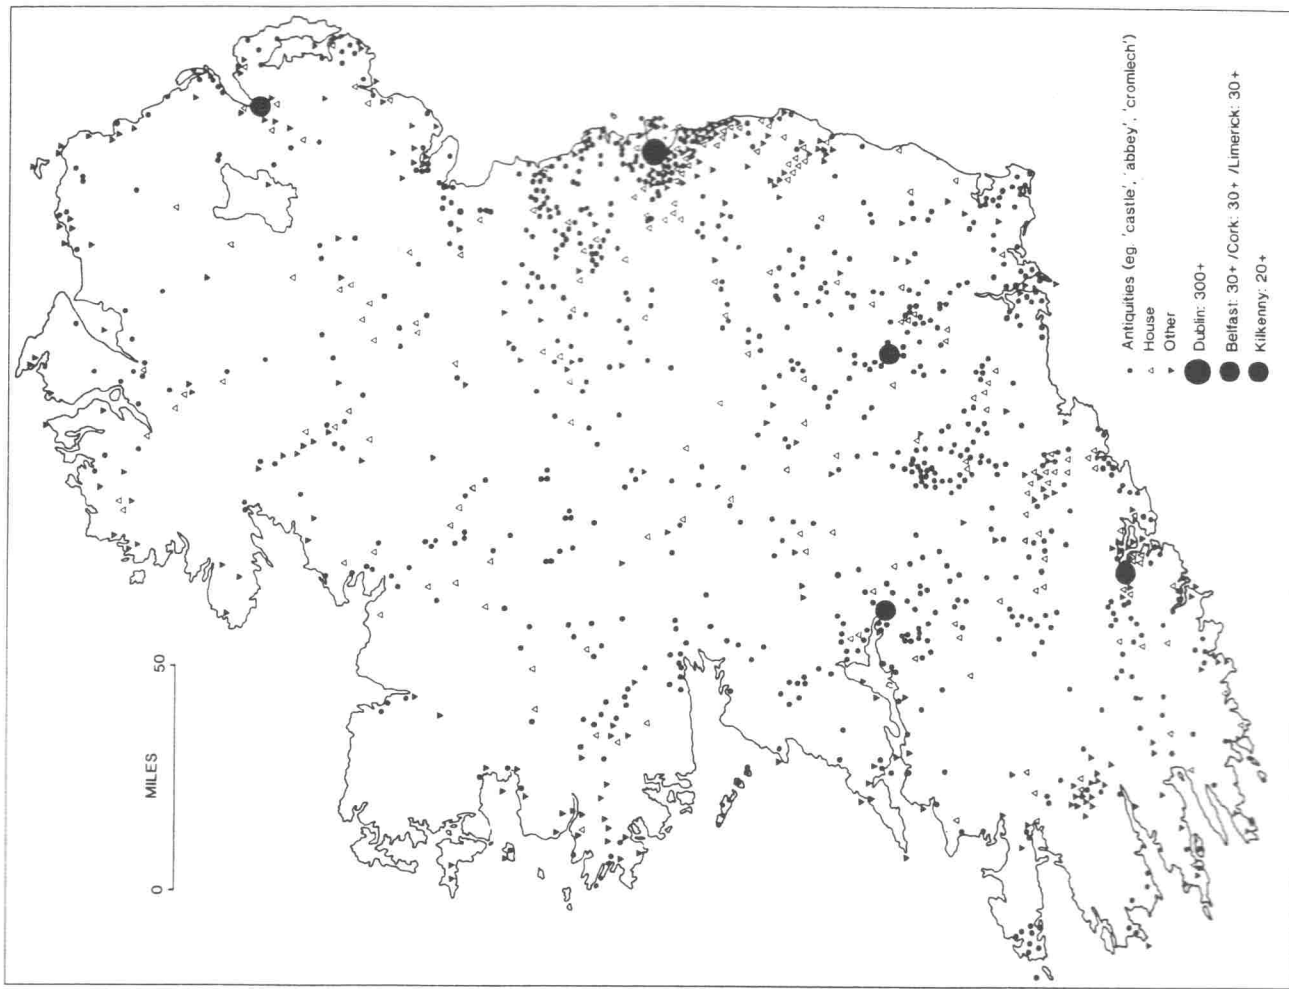 MILES
0 50
Antiquities (eg. 'castle', 'abbey', 'cromlech')
House
Other
Dublin: 300+
Belfast: 30+ /Cork: 30+ /Limerick: 30+
Kilkenny: 20+